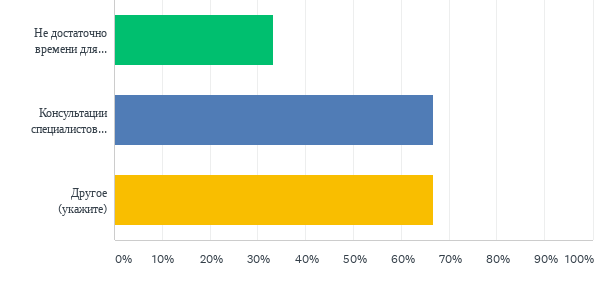 Не достаточно
времени для...
Консультации
специалистов...
Другое
(укажите)
0% 10% 20% 30% 40% 50% 60% 70% 80% 90% 100%